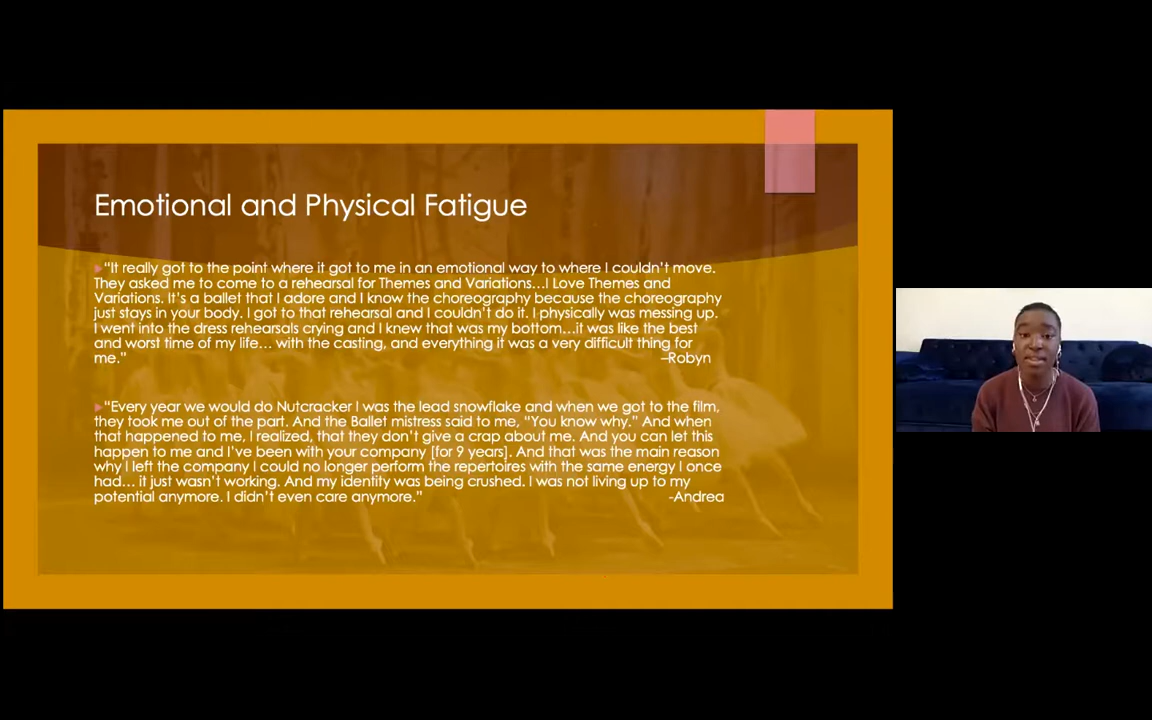 Emotional and Physical Fatigue
“It really got to the point where it got to me in an emotional way to where I couldn’t move.
They asked me to come to a rehearsal for Themes and Variations…I Love Themes and
Variations. It’s a ballet that I adore and I know the choreography because the choreography
just stays in your body. I got to that rehearsal and I couldn’t do it. I physically was messing up.
I went into the dress rehearsals crying and I knew that was my bottom…it was like the best
and worst time of my life… with the casting, and everything it was a very difficult thing for
me.” –Robyn
“Every year we would do Nutcracker I was the lead snowflake and when we got to the film,
they took me out of the part. And the Ballet mistress said to me, “You know why.” And when
that happened to me, I realized, that they don’t give a crap about me. And you can let this
happen to me and I’ve been with your company [for 9 years]. And that was the main reason
why I left the company I could no longer perform the repertoires with the same energy I once
had… it just wasn’t working. And my identity was being crushed. I was not living up to my
potential anymore. I didn’t even care anymore.” -Andrea